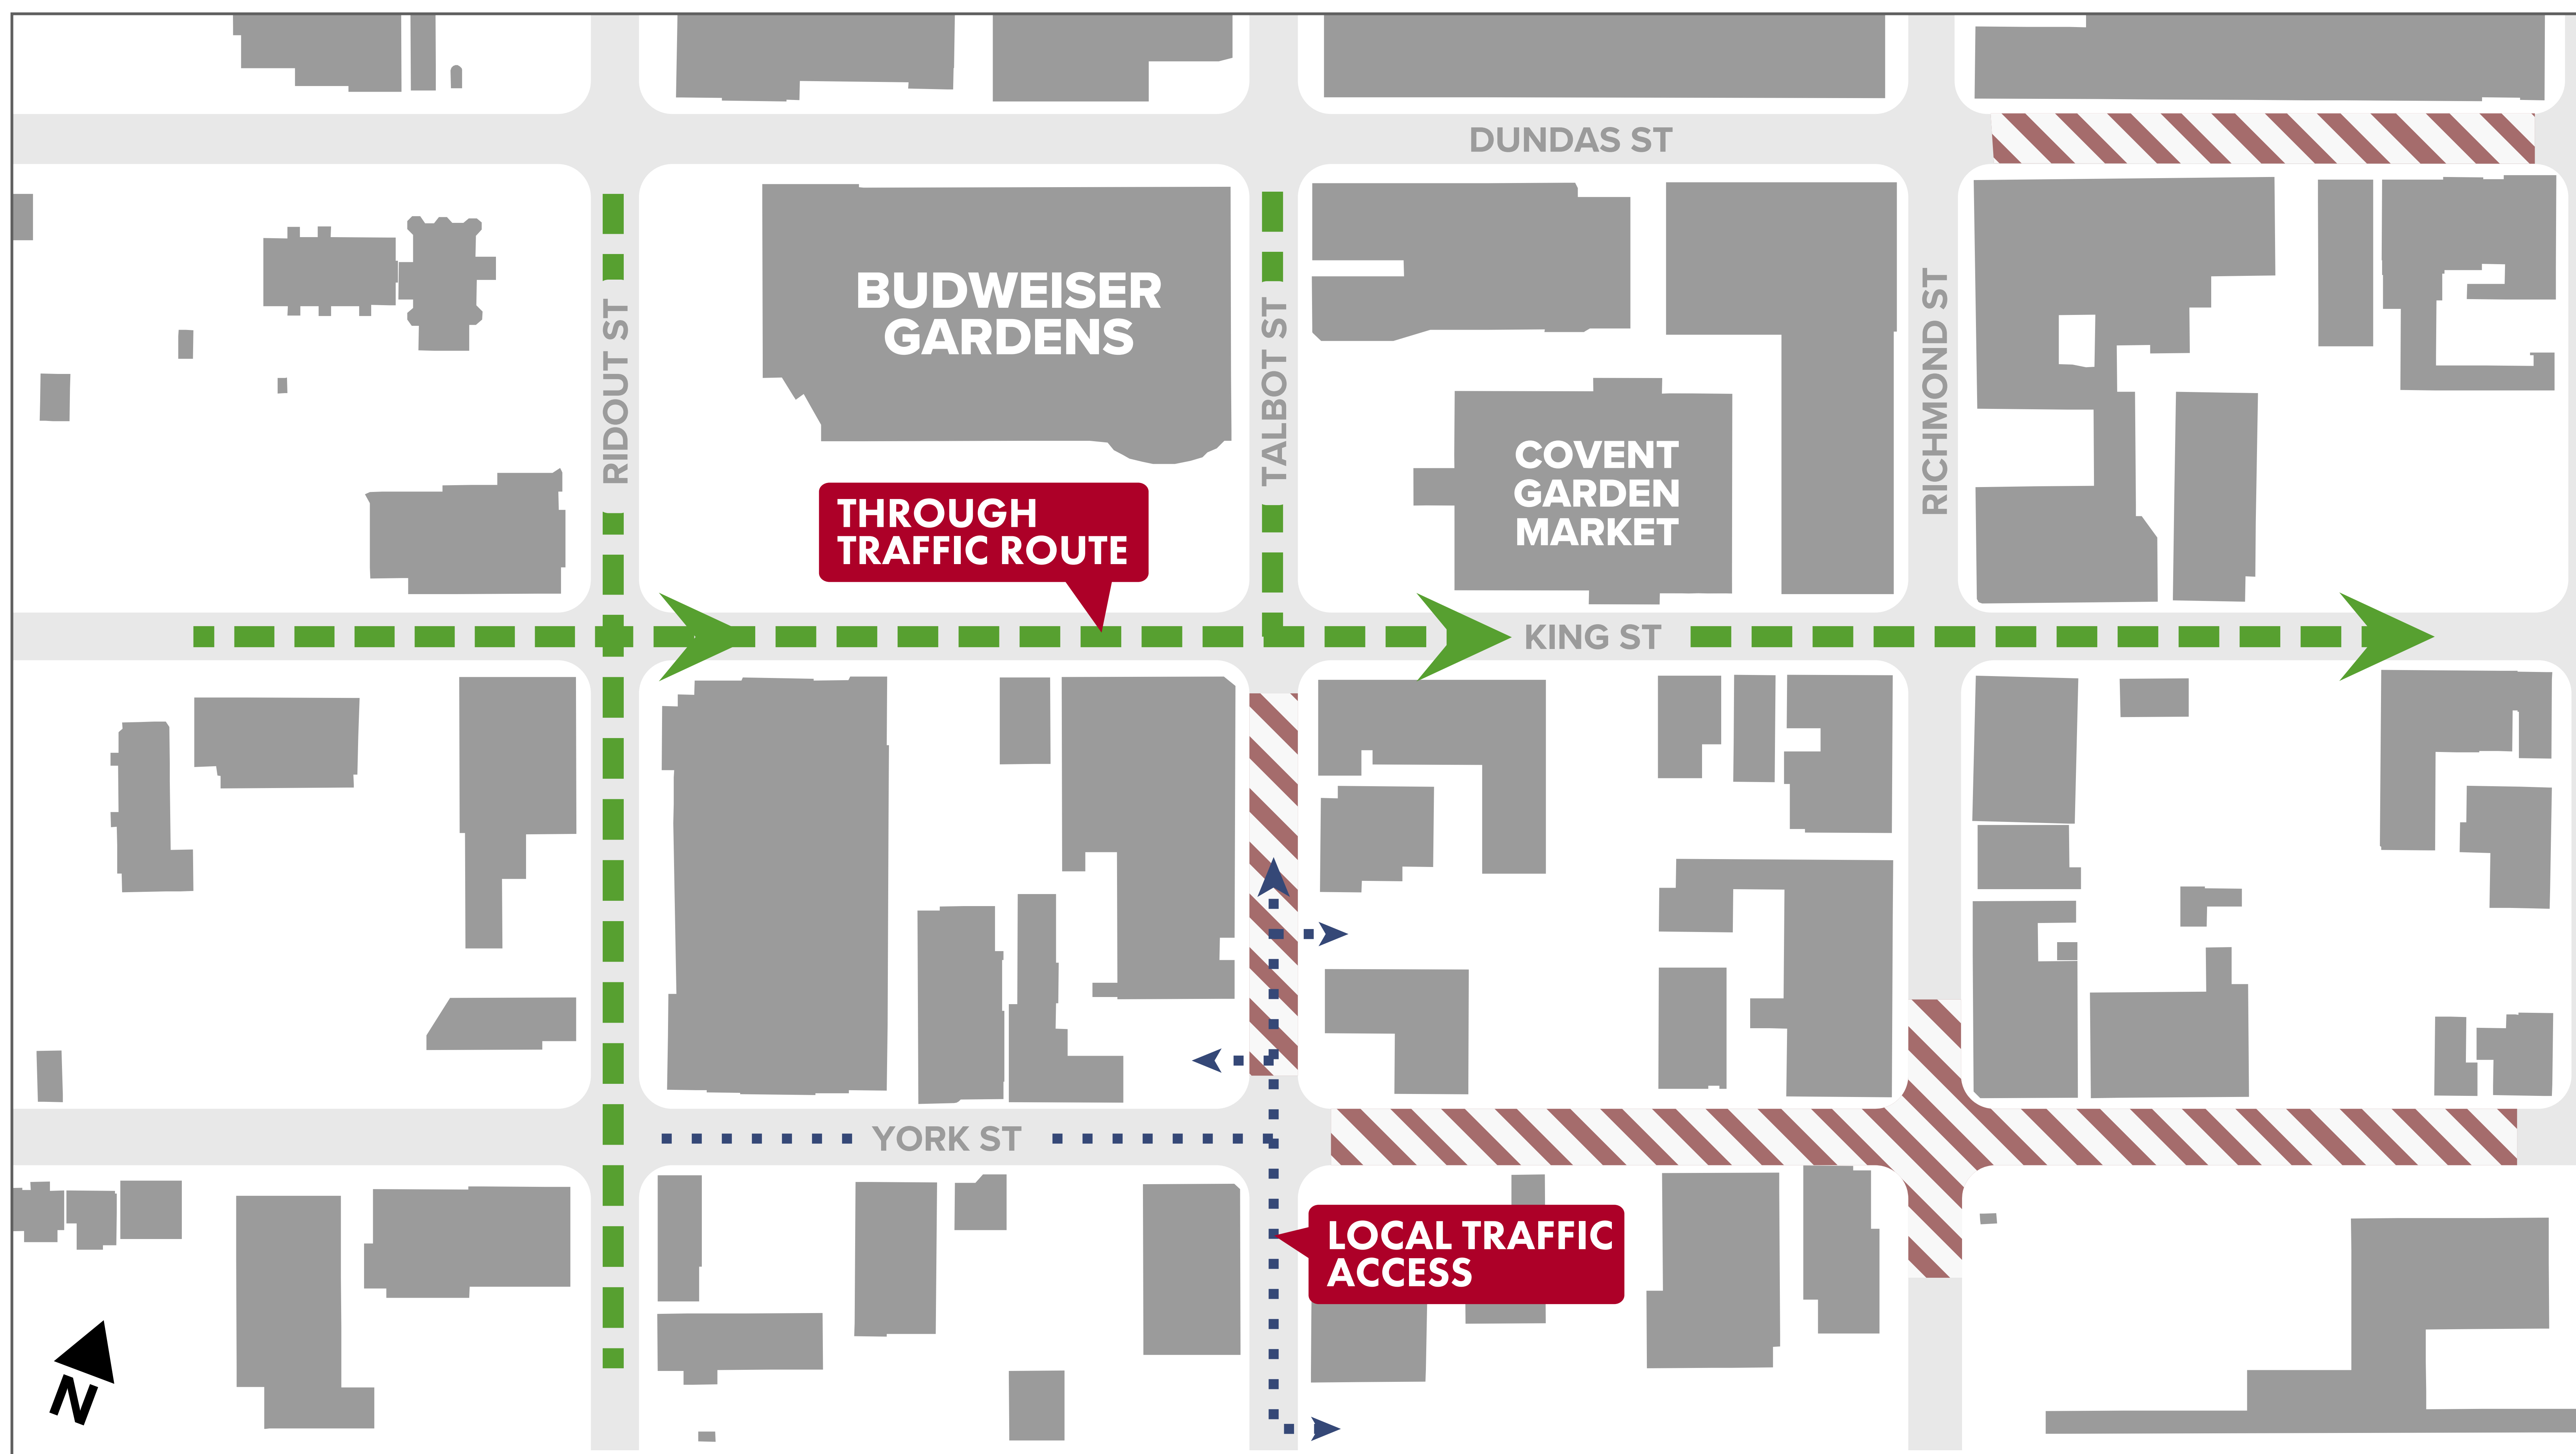 DUNDAS ST
RIDOUT ST
BUDWEISER
GARDENS
TALBOT ST
RICHMOND ST
COVENT
GARDEN
MARKET
THROUGH
TRAFFIC ROUTE
KING ST
YORK ST
LOCAL TRAFFIC
ACCESS
N